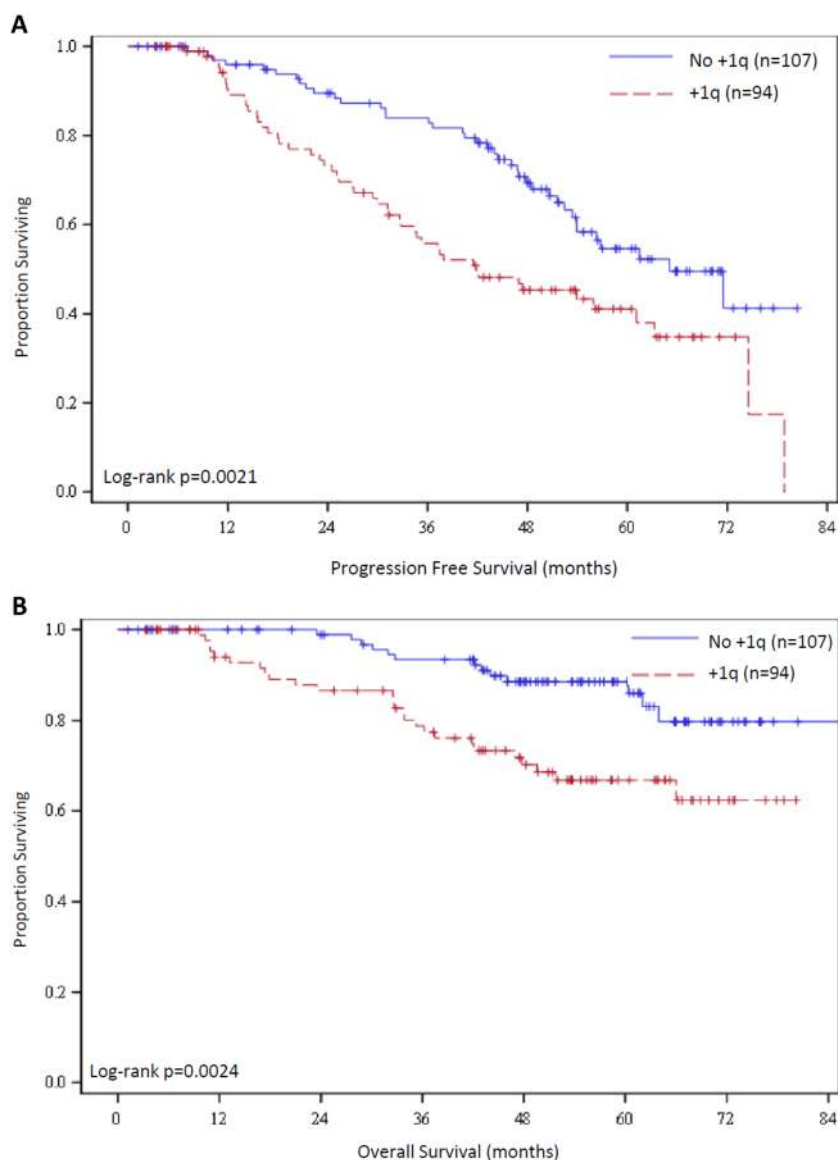 A
1.0
0.8
0.6
0.4
0.2
0.0
Proportion Surviving
No +1q (n=107)
+1q (n=94)
Log-rank p=0.0021
0 12 24 36 48 60 72 84
Progression Free Survival (months)
B
1.0
0.8
0.6
0.4
0.2
0.0
Proportion Surviving
No +1q (n=107)
+1q (n=94)
Log-rank p=0.0024
0 12 24 36 48 60 72 84
Overall Survival (months)